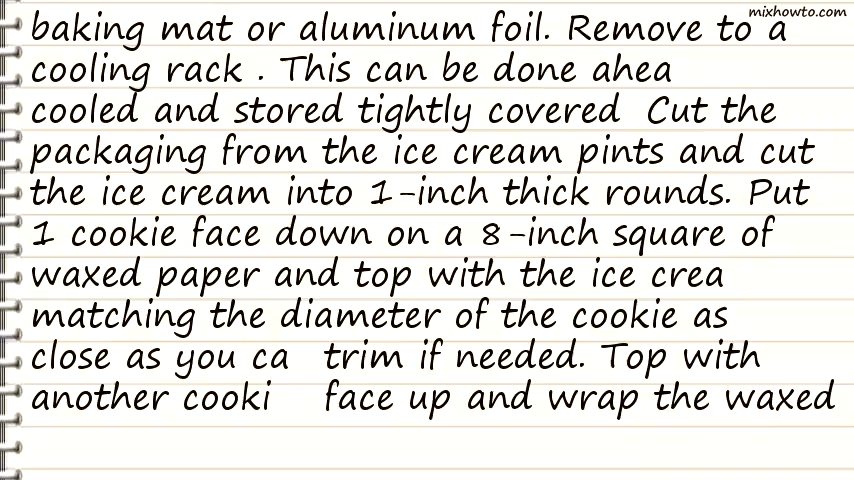 mixhowto.com
baking mat or aluminum foil. Remove to a
cooling rack . This can be done ahea
cooled and stored tightly covered  Cut the
packaging from the ice cream pints and cut
the ice cream into 1-inch thick rounds. Put
1 cookie face down on a 8-inch square of
waxed paper and top with the ice crea
matching the diameter of the cookie as
close as you ca   trim if needed. Top with
another cooki    face up and wrap the waxed